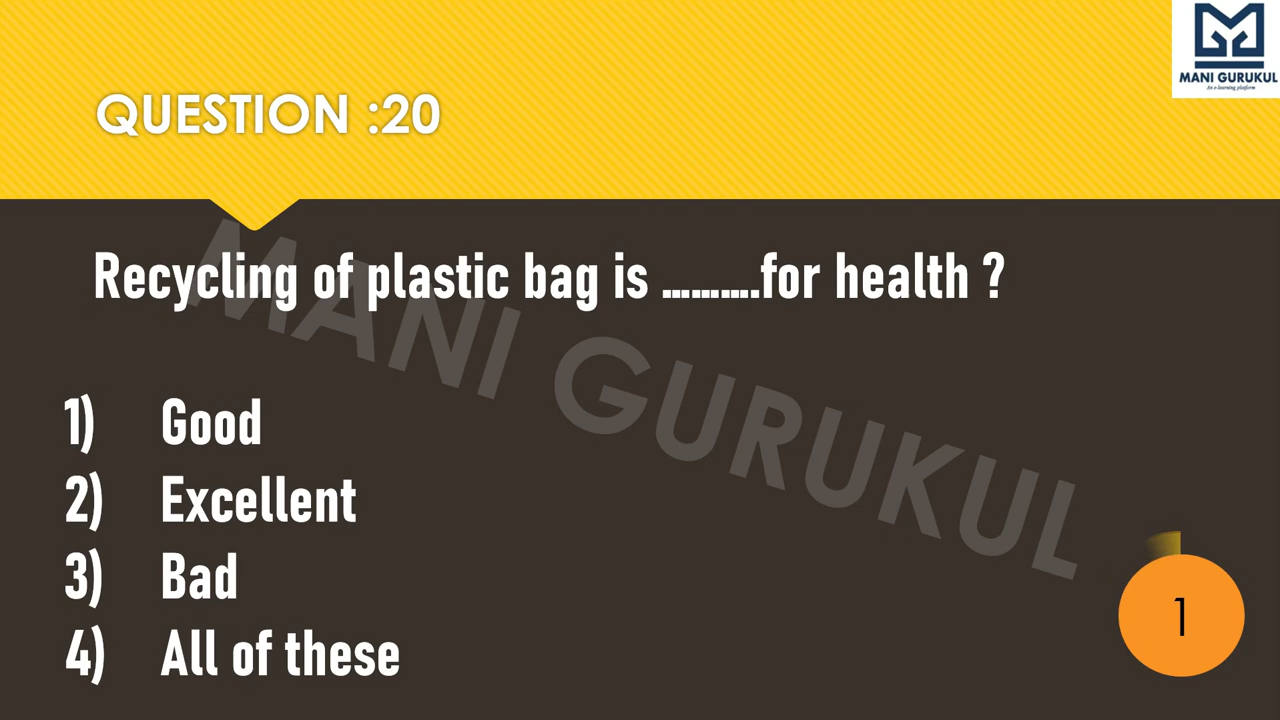 MANI GURUKUL
An e-learning platform
QUESTION :20
Recycling of plastic bag is ..........for health ?
MANI GURUKUL
1) Good
2) Excellent
3) Bad
4) All of these
1